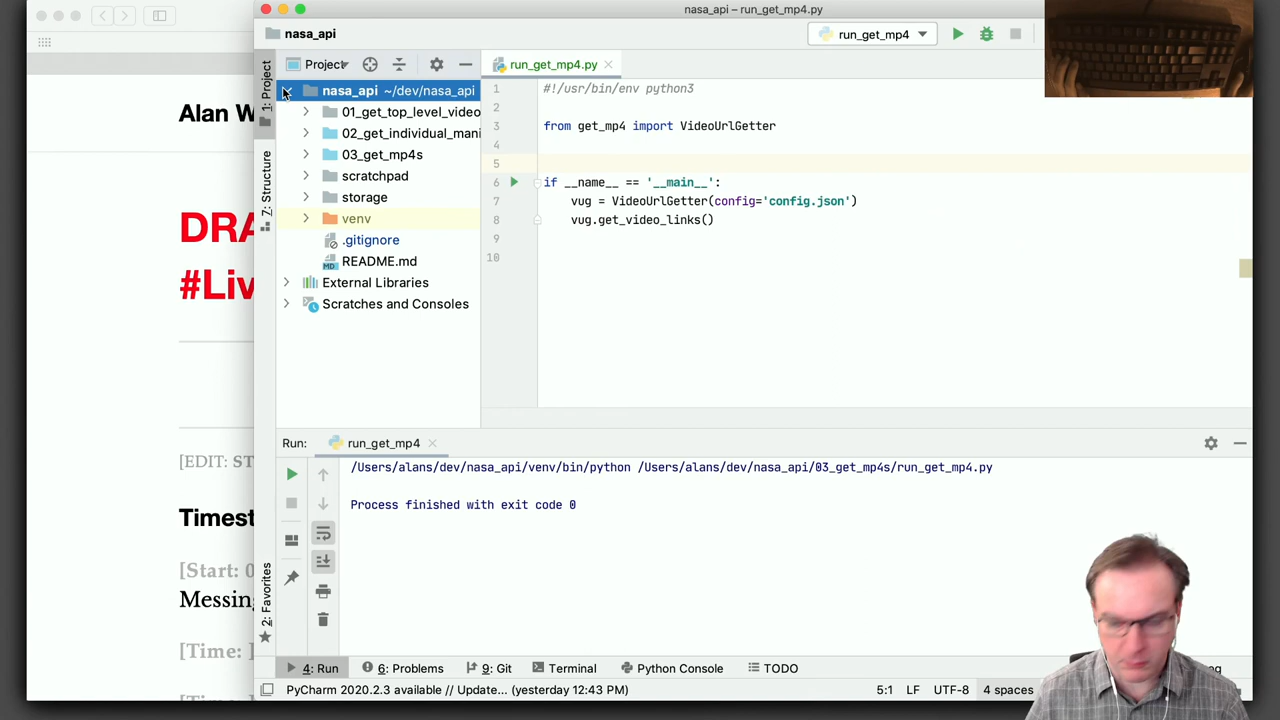 nasa_api – run_get_mp4.py
nasa_api
run_get_mp4
Project
run_get_mp4.py
1: Project
7: Structure
2: Favorites
nasa_api ~/dev/nasa_api
01_get_top_level_video
02_get_individual_mani
03_get_mp4s
scratchpad
storage
venv
.gitignore
README.md
External Libraries
Scratches and Consoles
1 #!/usr/bin/env python3
2
3 from get_mp4 import VideoUrlGetter
4
5
6 if __name__ == '__main__':
7 vug = VideoUrlGetter(config='config.json')
8 vug.get_video_links()
9
10
Alan W
DRA
#Liv
[EDIT: ST
Timest
[Start: 0
Messing
[Time: ]
Run: run_get_mp4
/Users/alans/dev/nasa_api/venv/bin/python /Users/alans/dev/nasa_api/03_get_mp4s/run_get_mp4.py
Process finished with exit code 0
4: Run 6: Problems 9: Git Terminal Python Console TODO
PyCharm 2020.2.3 available // Update... (yesterday 12:43 PM) 5:1 LF UTF-8 4 spaces